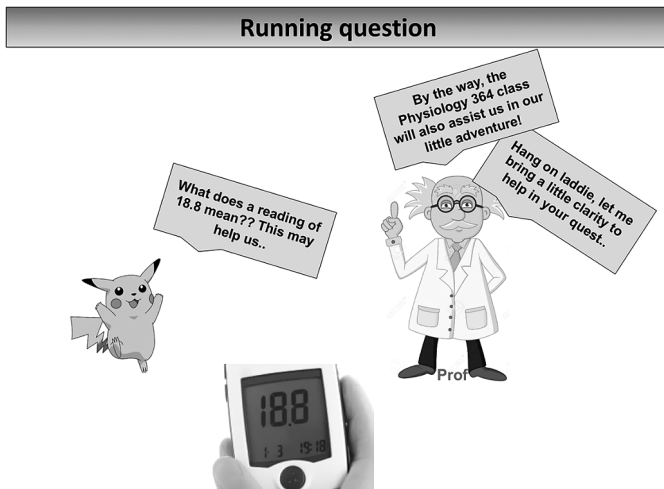 Running question
By the way, the
Physiology 364 class
will also assist us in our
little adventure!
Hang on laddie, let me
bring a little clarity to
help in your quest..
What does a reading of
18.8 mean?? This may
help us..
Prof
18.8
1- 3 19:18